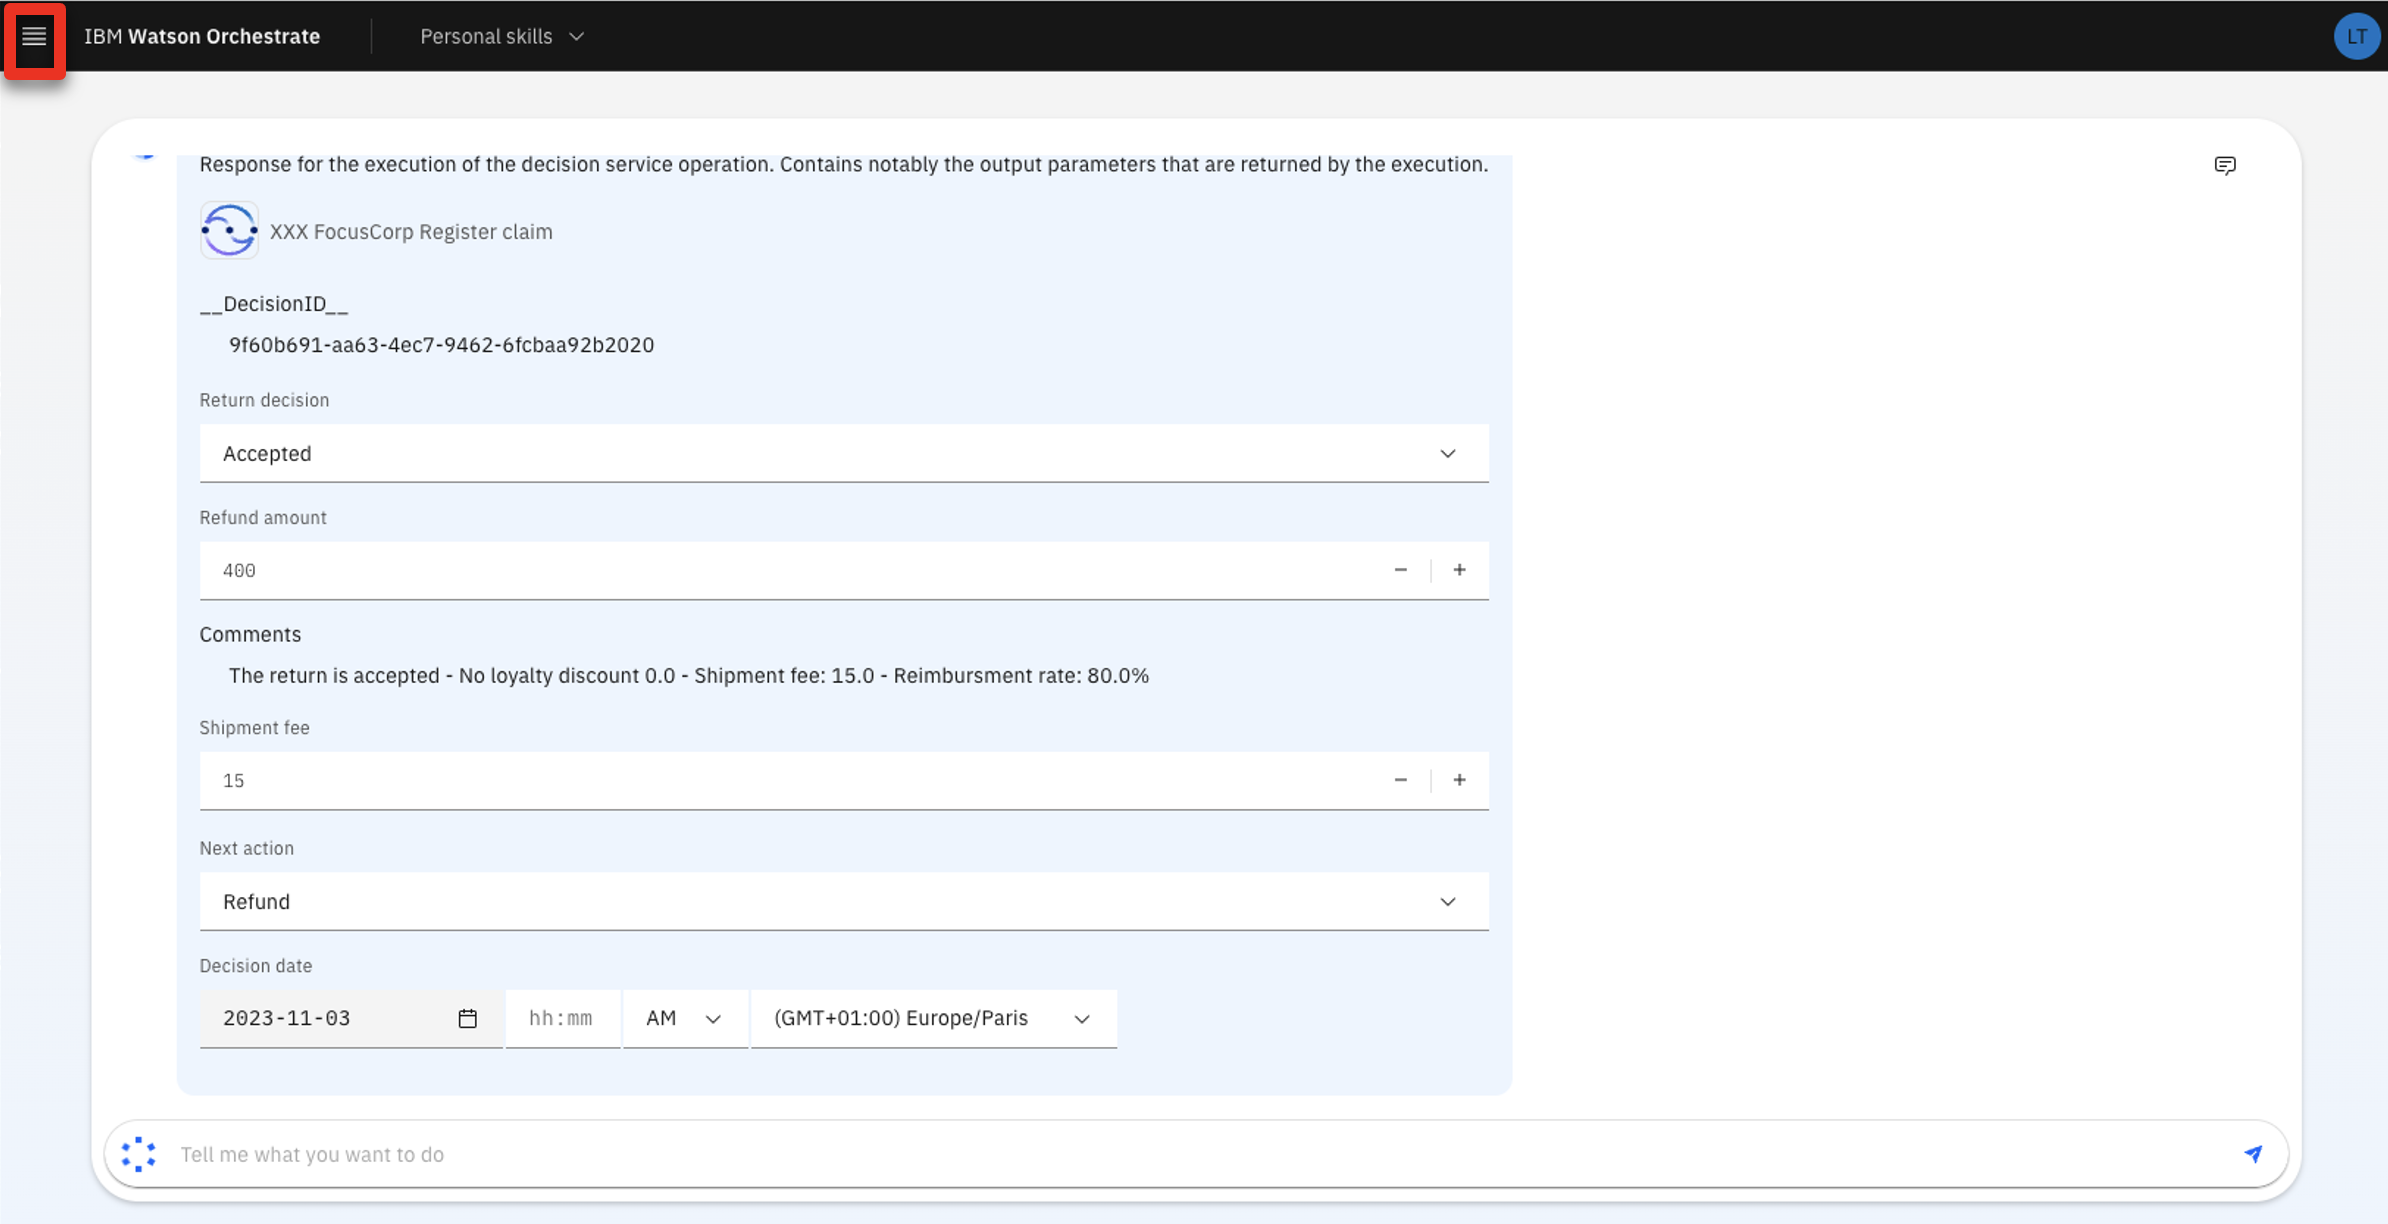 IBM Watson Orchestrate
Personal skills
LT
Response for the execution of the decision service operation. Contains notably the output parameters that are returned by the execution.
XXX FocusCorp Register claim
__DecisionID__
9f60b691-aa63-4ec7-9462-6fcbaa92b2020
Return decision
Accepted
Refund amount
400
Comments
The return is accepted - No loyalty discount 0.0 - Shipment fee: 15.0 - Reimbursment rate: 80.0%
Shipment fee
15
Next action
Refund
Decision date
2023-11-03 hh:mm AM (GMT+01:00) Europe/Paris
Tell me what you want to do